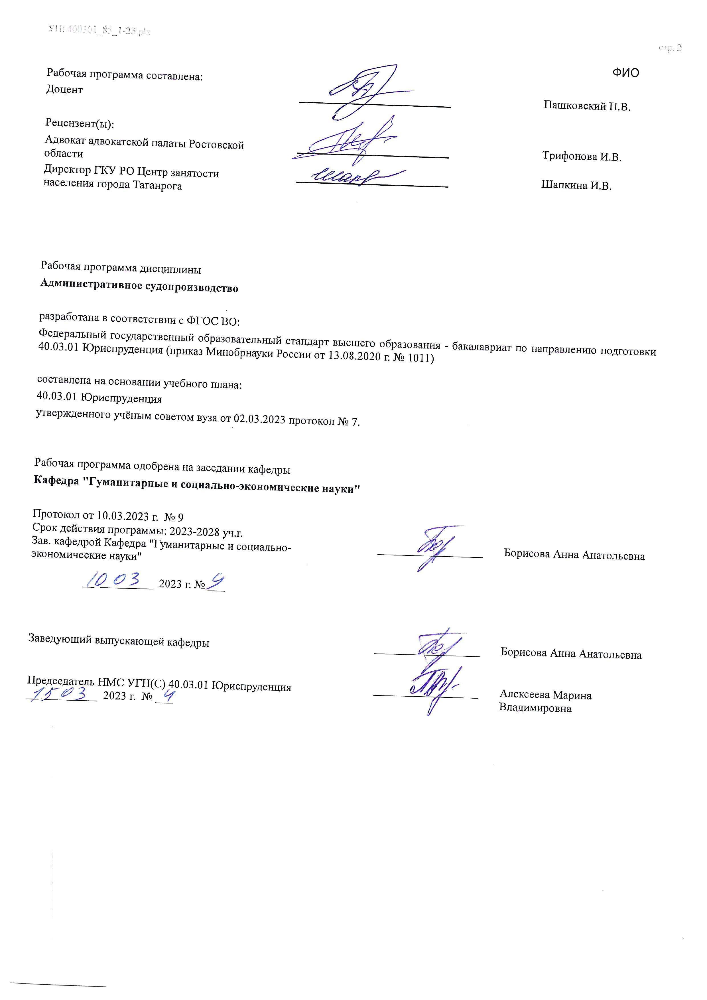 УП: 400301_85_1-23.plx
стр. 2
ФИО
Рабочая программа составлена:
Доцент
Пашковский П.В.
Рецензент(ы):
Адвокат адвокатской палаты Ростовской
области
Трифонова И.В.
Директор ГКУ РО Центр занятости
населения города Таганрога
Шапкина И.В.
Рабочая программа дисциплины
Административное судопроизводство
разработана в соответствии с ФГОС ВО:
Федеральный государственный образовательный стандарт высшего образования - бакалавриат по направлению подготовки
40.03.01 Юриспруденция (приказ Минобрнауки России от 13.08.2020 г. № 1011)
составлена на основании учебного плана:
40.03.01 Юриспруденция
утвержденного учёным советом вуза от 02.03.2023 протокол № 7.
Рабочая программа одобрена на заседании кафедры
Кафедра "Гуманитарные и социально-экономические науки"
Протокол от 10.03.2023 г. № 9
Срок действия программы: 2023-2028 уч.г.
Зав. кафедрой Кафедра "Гуманитарные и социально-
экономические науки"
Борисова Анна Анатольевна
10 03 2023 г. № 9
Заведующий выпускающей кафедры
Борисова Анна Анатольевна
Председатель НМС УГН(С) 40.03.01 Юриспруденция
15 03 2023 г. № 4
Алексеева Марина
Владимировна